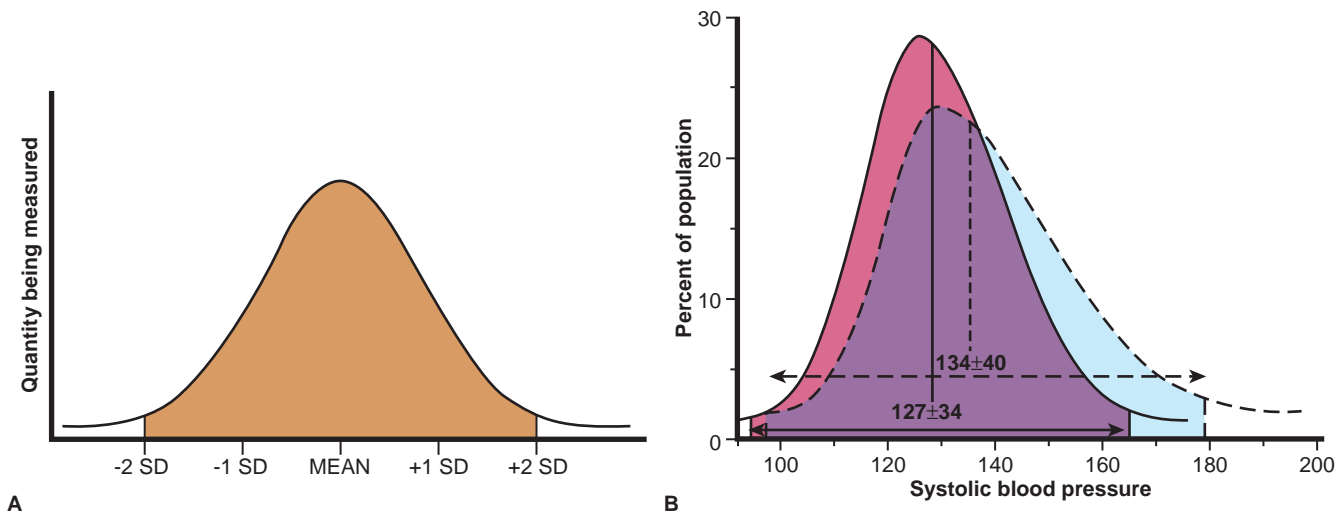 Quantity being measured
-2 SD
-1 SD
MEAN
+1 SD
+2 SD
A
Percent of population
30
20
10
0
134±40
127±34
100
120
140
160
180
200
Systolic blood pressure
B